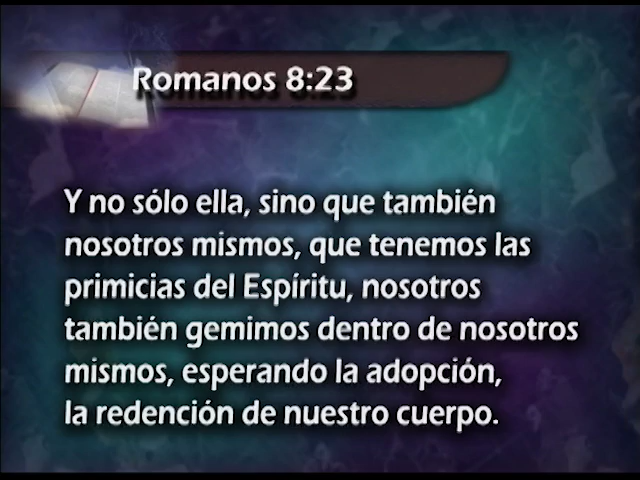 Romanos 8:23
Y no sólo ella, sino que también
nosotros mismos, que tenemos las
primicias del Espíritu, nosotros
también gemimos dentro de nosotros
mismos, esperando la adopción,
la redención de nuestro cuerpo.